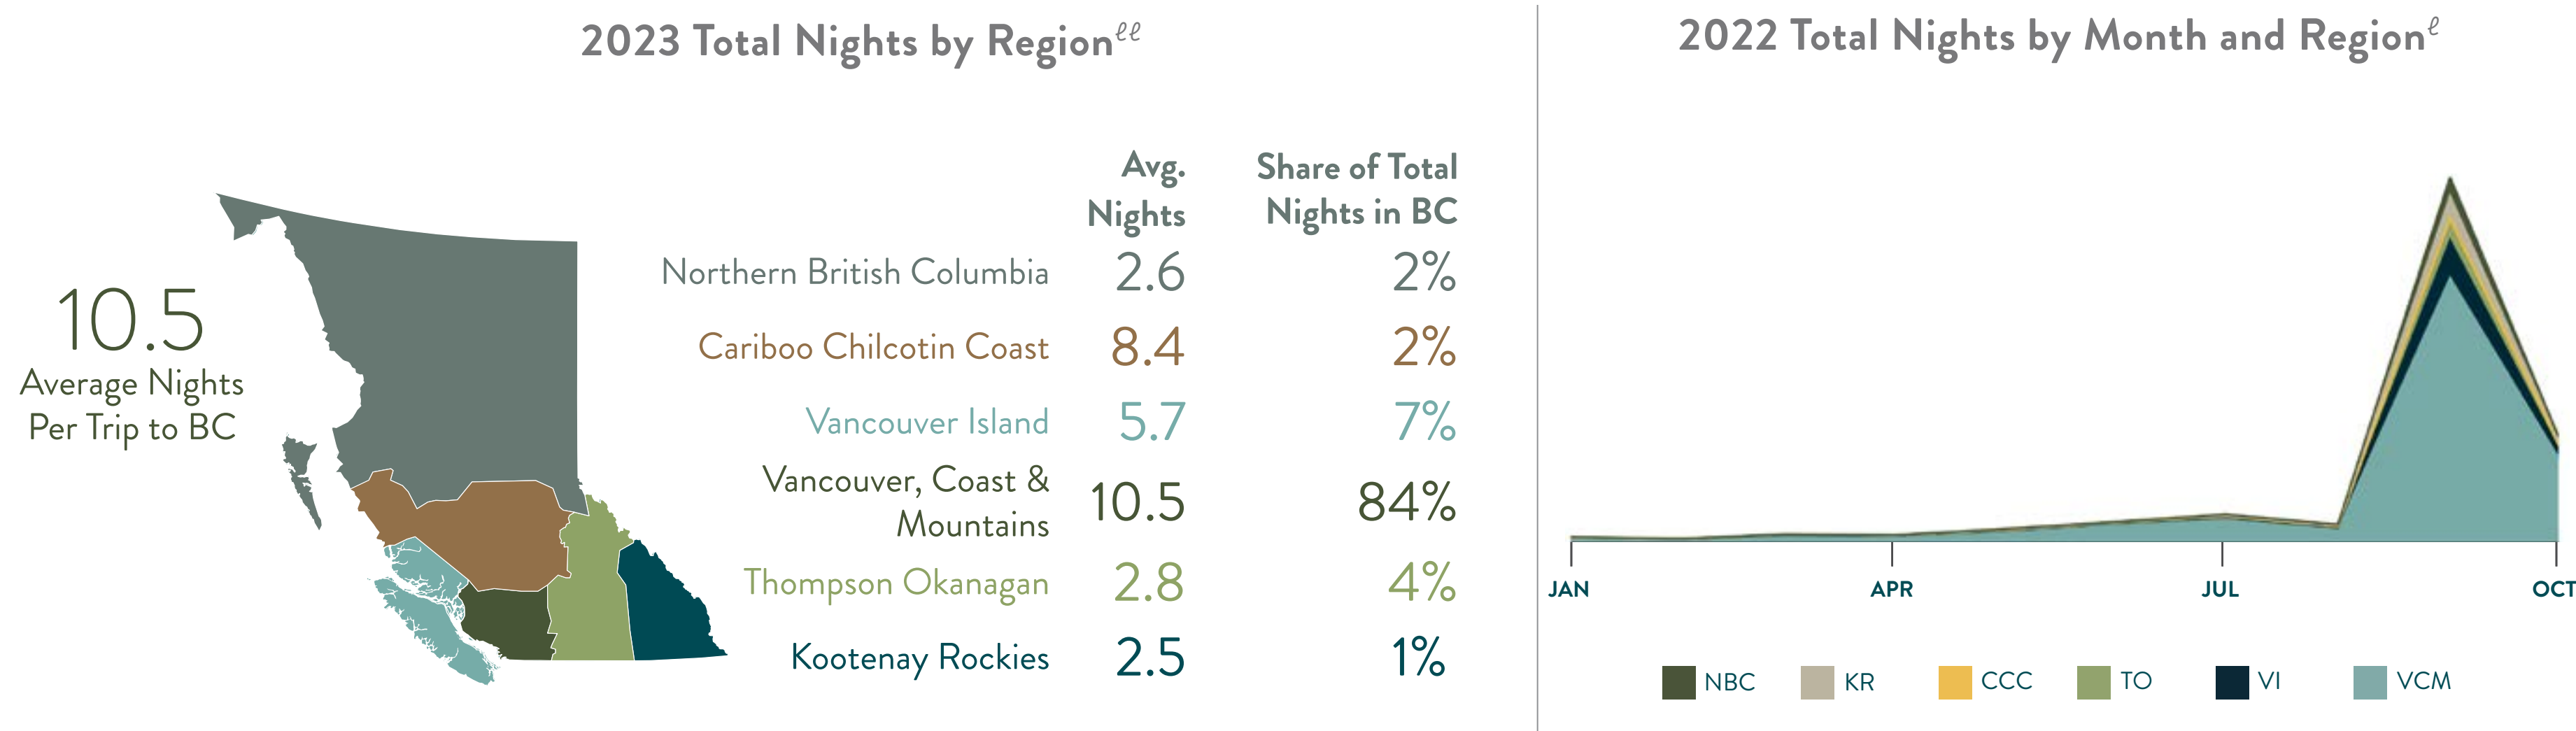 2023 Total Nights by Regionℓℓ
10.5
Average Nights
Per Trip to BC
Avg.
Nights
Share of Total
Nights in BC
Northern British Columbia 2.6 2%
Cariboo Chilcotin Coast 8.4 2%
Vancouver Island 5.7 7%
Vancouver, Coast &
Mountains 10.5 84%
Thompson Okanagan 2.8 4%
Kootenay Rockies 2.5 1%
2022 Total Nights by Month and Regionℓ
JAN APR JUL OCT
NBC KR CCC TO VI VCM